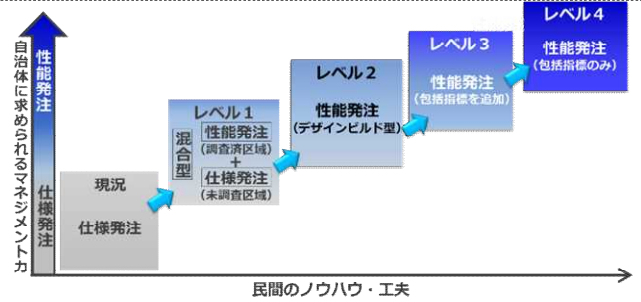 自治体に求められるマネジメント力
性能発注
仕様発注
現況
仕様発注
レベル１
混合型
性能発注
(調査済区域)
＋
仕様発注
(未調査区域)
レベル２
性能発注
(デザインビルド型)
レベル３
性能発注
(包括指標を追加)
レベル４
性能発注
(包括指標のみ)
民間のノウハウ・工夫